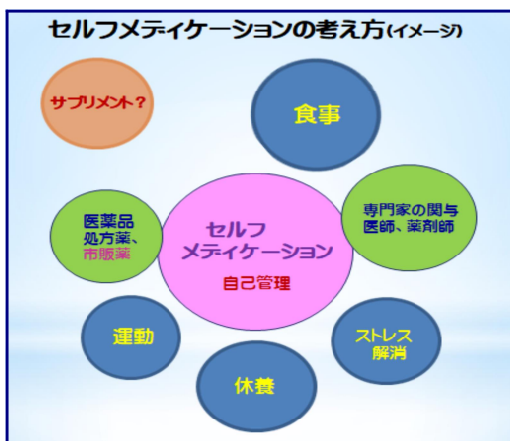 セルフメディケーションの考え方(イメージ)
サプリメント？
食事
医薬品
処方薬、
市販薬
セルフ
メディケーション
自己管理
専門家の関与
医師、薬剤師
運動
休養
ストレス
解消